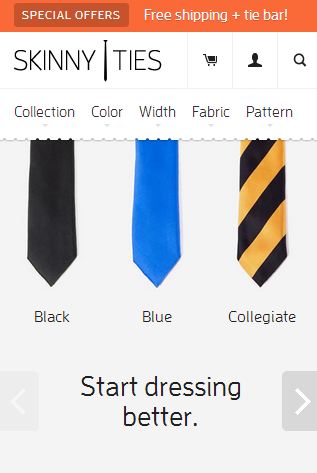 SPECIAL OFFERS Free shipping + tie bar!
SKINNY TIES
Collection Color Width Fabric Pattern
Black Blue Collegiate
Start dressing
better.